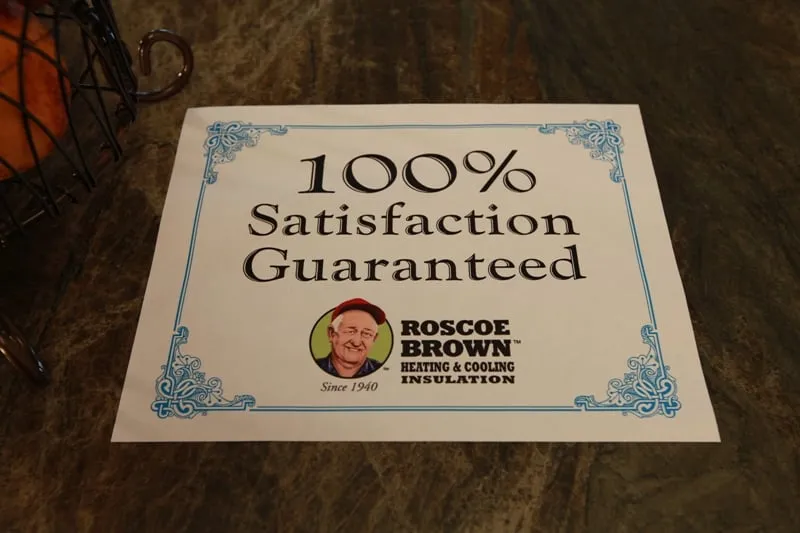 100%
Satisfaction
Guaranteed
ROSCOE
BROWN™
HEATING & COOLING
INSULATION
Since 1940